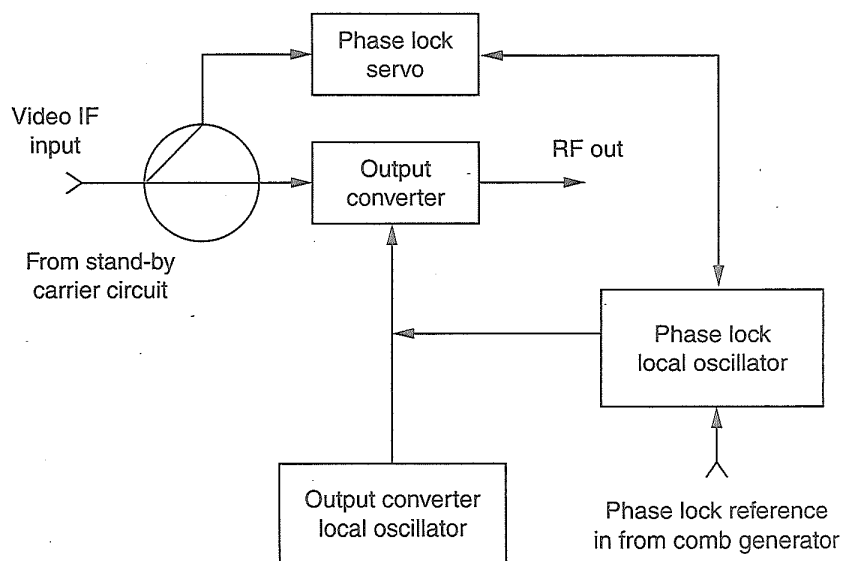 Phase lock
servo
Video IF
input
Output
converter
RF out
From stand-by
carrier circuit
Phase lock
local oscillator
Output converter
local oscillator
Phase lock reference
in from comb generator